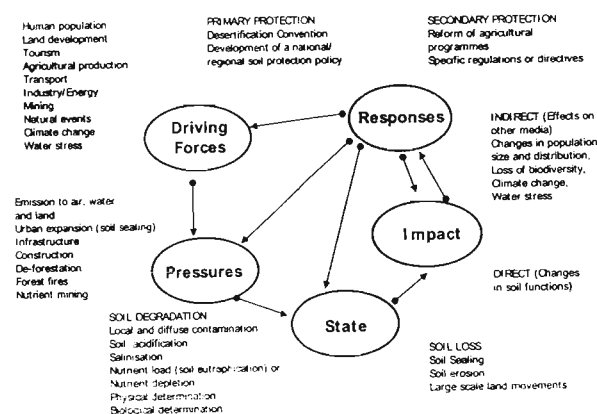 Human population
Land development
Tourism
Agricultural production
Transport
Industry/Energy
Mining
Natural events
Climate change
Water stress
PRIMARY PROTECTION
Desertification Convention
Development of a national/
regional soil protection policy
SECONDARY PROTECTION
Reform of agricultural
programmes
Specific regulations or directives
Driving
Forces
Responses
INDIRECT (Effects on
other media)
Changes in population
size and distribution,
Loss of biodiversity,
Climate change,
Water stress
Emission to air, water
and land
Urban expansion (soil sealing)
Infrastructure
Construction
De-forestation
Forest fires
Nutrient mining
Pressures
Impact
DIRECT (Changes
in soil functions)
State
SOIL DEGRADATION
Local and diffuse contamination
Soil acidification
Salinisation
Nutrient load (soil eutrophication) or
Nutrient depletion
Physical determination
Biological determination
SOIL LOSS
Soil Sealing
Soil erosion
Large scale land movements